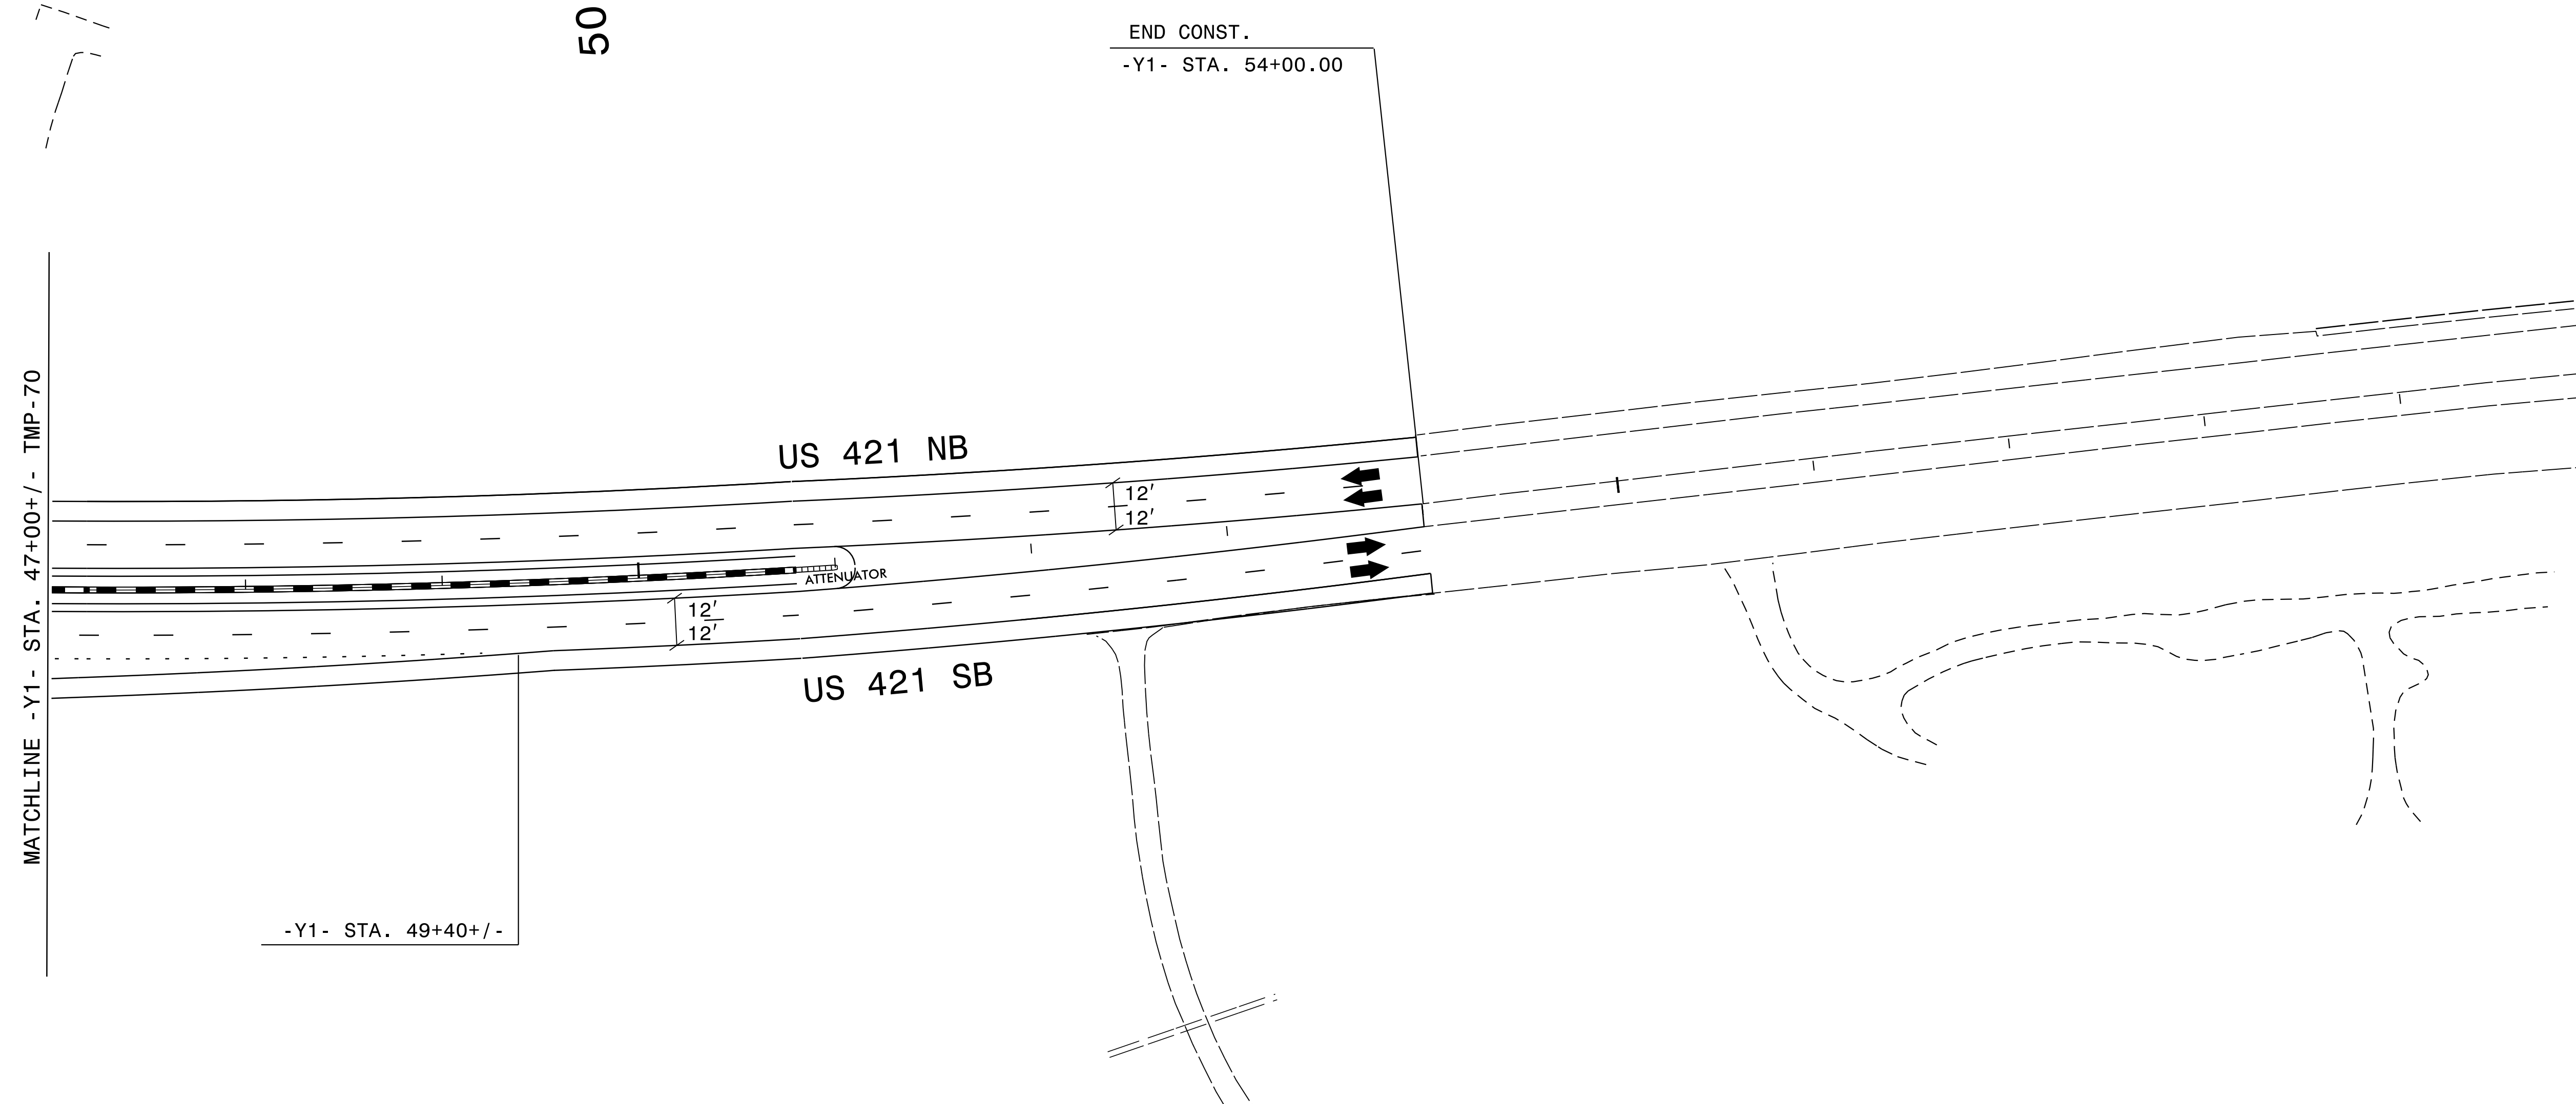 50
END CONST.
-Y1- STA. 54+00.00
MATCHLINE -Y1- STA. 47+00+/- TMP-70
US 421 NB
12'
12'
ATTENUATOR
12'
12'
US 421 SB
-Y1- STA. 49+40+/-